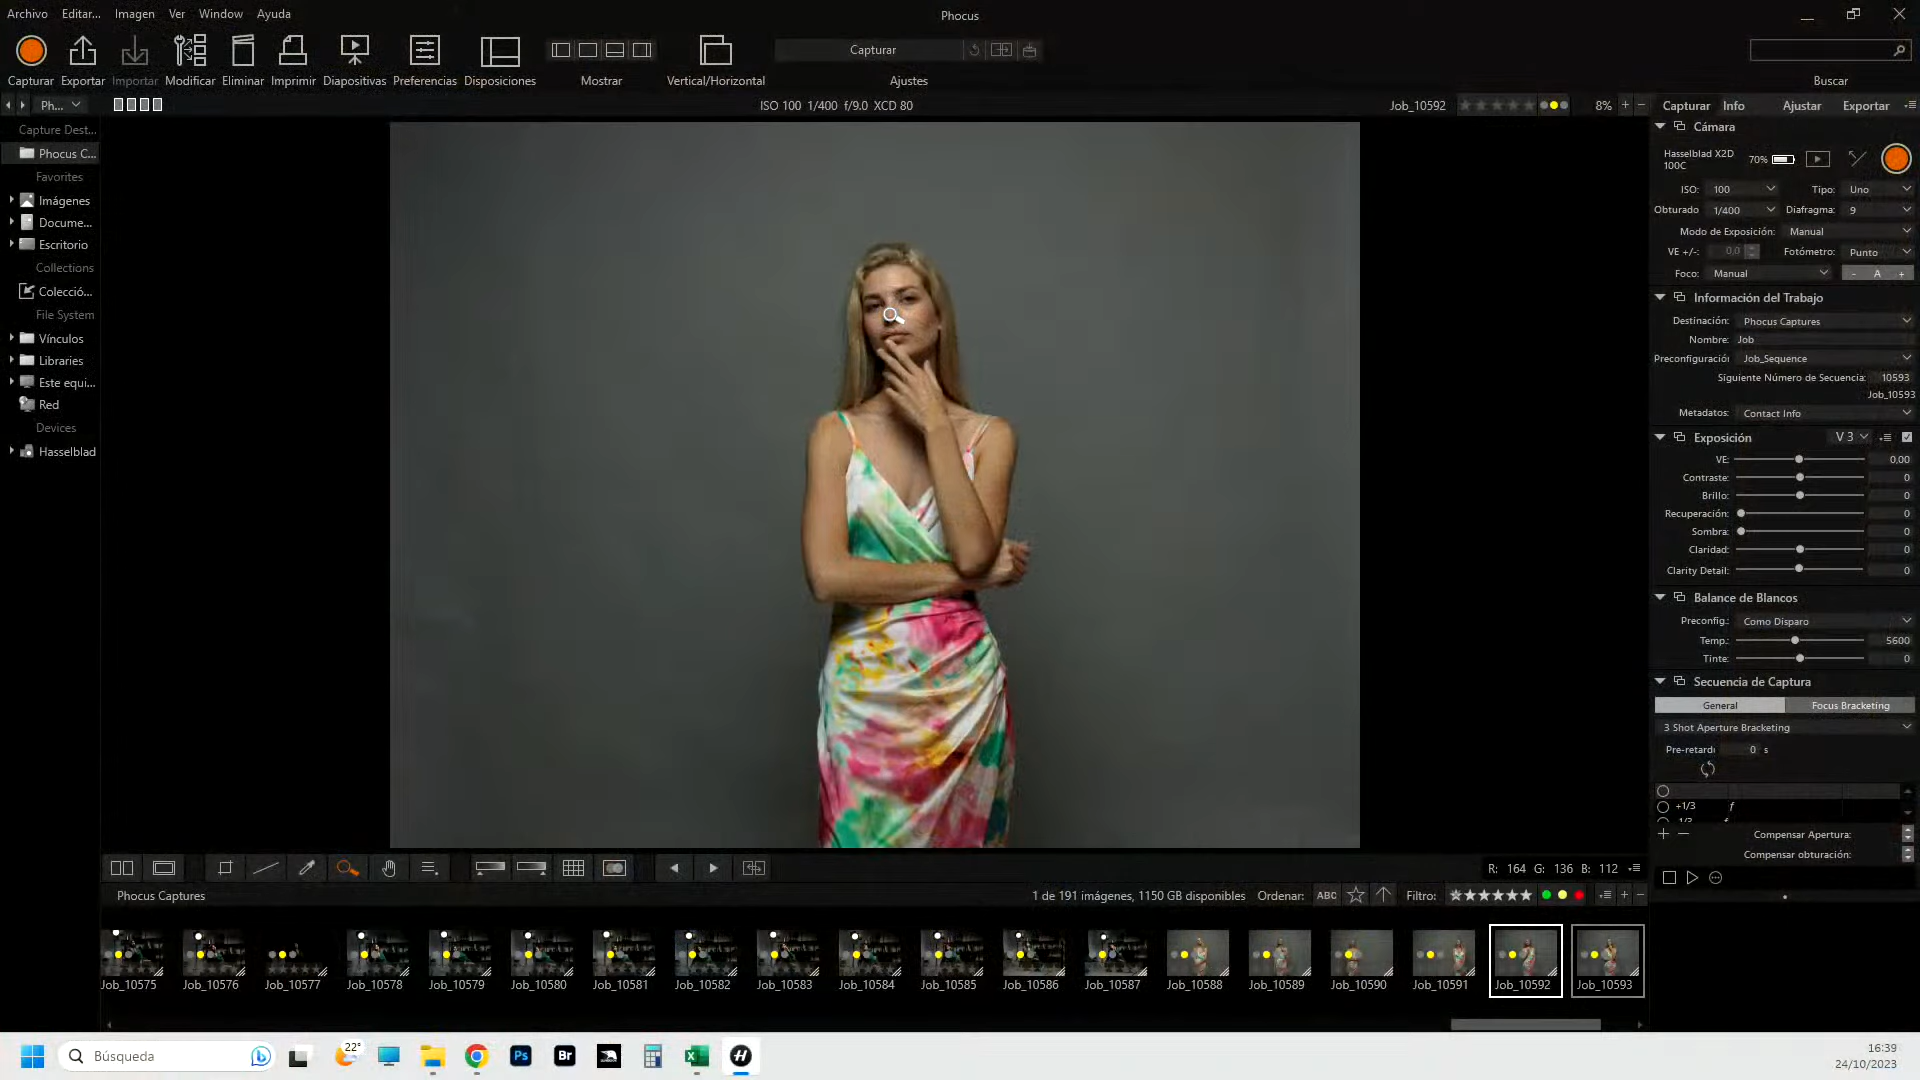 Archivo Editar... Imagen Ver Window Ayuda
Phocus
Capturar Exportar Importar Modificar Eliminar Imprimir Diapositivas Preferencias Disposiciones Mostrar Vertical/Horizontal
Capturar
Ajustes
Buscar
Ph...
ISO 100 1/400 f/9.0 XCD 80
Job_10592
8% + −
Capturar Info Ajustar Exportar
Capture Dest...
Phocus C...
Favorites
Imágenes
Docume...
Escritorio
Collections
Colecció...
File System
Vínculos
Libraries
Este equi...
Red
Devices
Hasselblad
Cámara
Hasselblad X2D
100C
70%
ISO: 100 Tipo: Uno
Obturado 1/400 Diafragma: 9
Modo de Exposición: Manual
VE +/-: 0,0 Fotómetro: Punto
Foco: Manual - A +
Información del Trabajo
Destinación: Phocus Captures
Nombre: Job
Preconfiguració Job_Sequence
Siguiente Número de Secuencia: 10593
Job_10593
Metadatos: Contact Info
Exposición V 3
VE: 0,00
Contraste: 0
Brillo: 0
Recuperación: 0
Sombra: 0
Claridad: 0
Clarity Detail: 0
Balance de Blancos
Preconfig.: Como Disparo
Temp.: 5600
Tinte: 0
Secuencia de Captura
General Focus Bracketing
3 Shot Aperture Bracketing
Pre-retard 0 s
+1/3 f
-1/3 f
+ − Compensar Apertura:
Compensar obturación:
R: 164 G: 136 B: 112
Phocus Captures
1 de 191 imágenes, 1150 GB disponibles Ordenar: ABC Filtro: + −
Job_10575 Job_10576 Job_10577 Job_10578 Job_10579 Job_10580 Job_10581 Job_10582 Job_10583 Job_10584 Job_10585 Job_10586 Job_10587 Job_10588 Job_10589 Job_10590 Job_10591 Job_10592 Job_10593
Búsqueda
22°
Ps
Br
H
16:39
24/10/2023